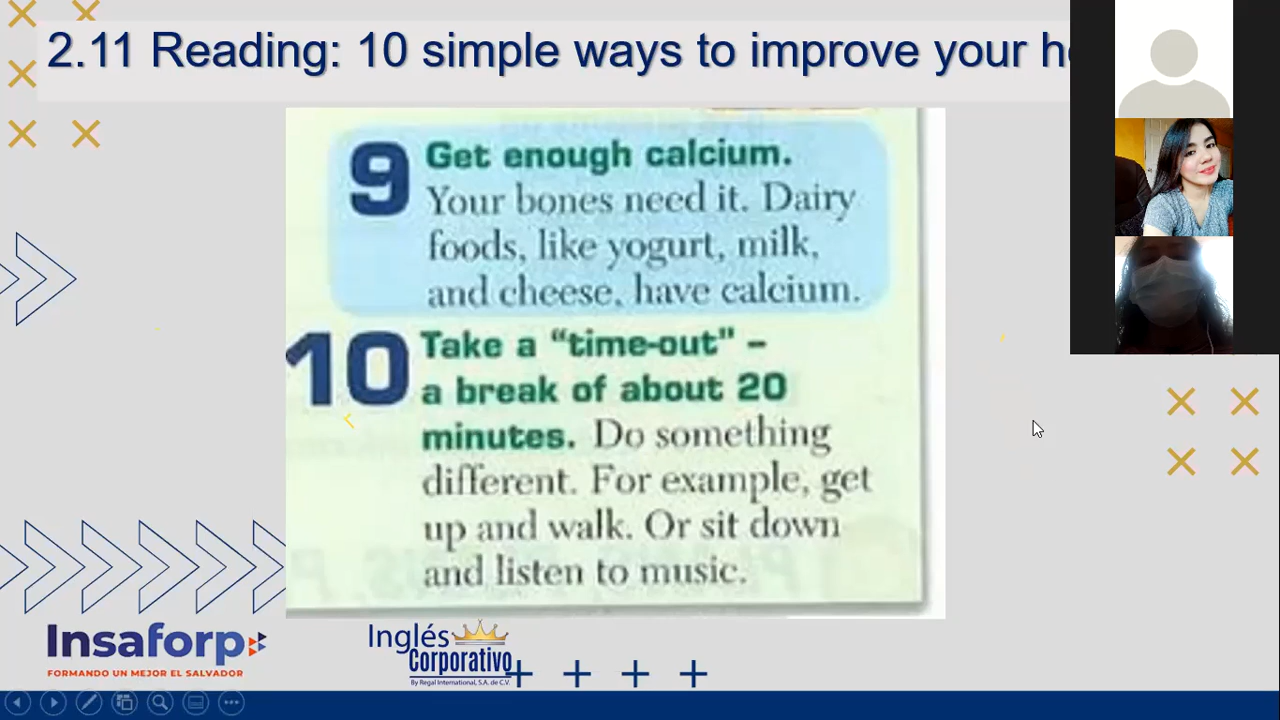 2.11 Reading: 10 simple ways to improve your
9 Get enough calcium.
Your bones need it. Dairy
foods, like yogurt, milk,
and cheese, have calcium.
10 Take a "time-out" –
a break of about 20
minutes. Do something
different. For example, get
up and walk. Or sit down
and listen to music.
Insaforp
FORMANDO UN MEJOR EL SALVADOR
Inglés
Corporativo
By Regal International, S.A. de C.V.